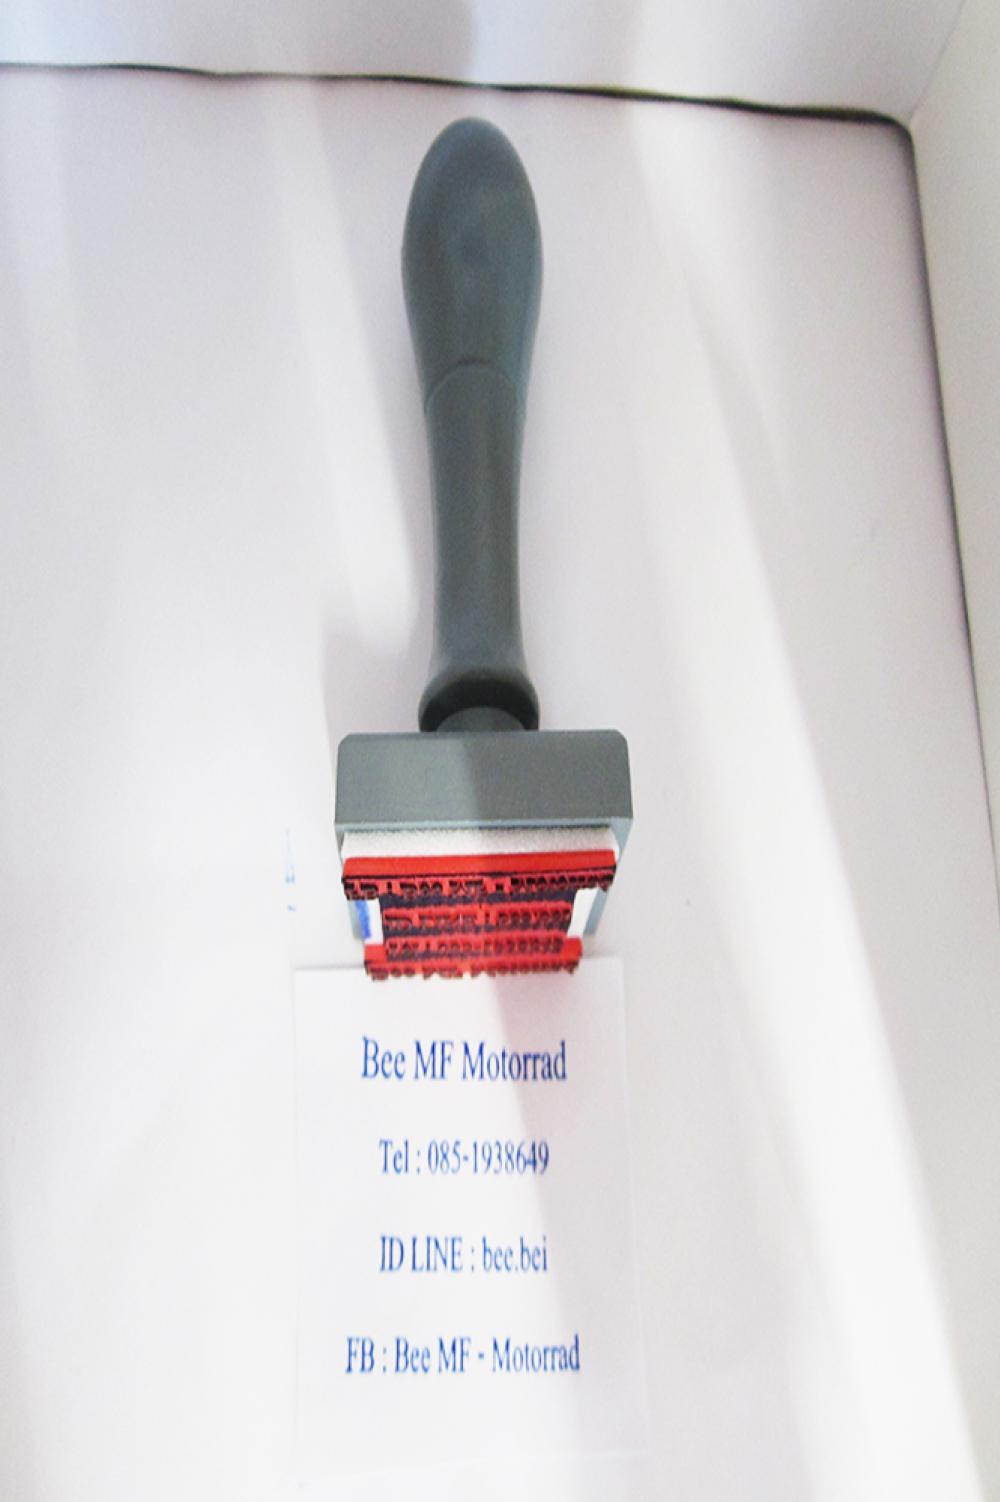 Bee MF Motorrad
Tel : 085-1938649
ID LINE : bee.bei
FB : Bee MF - Motorrad